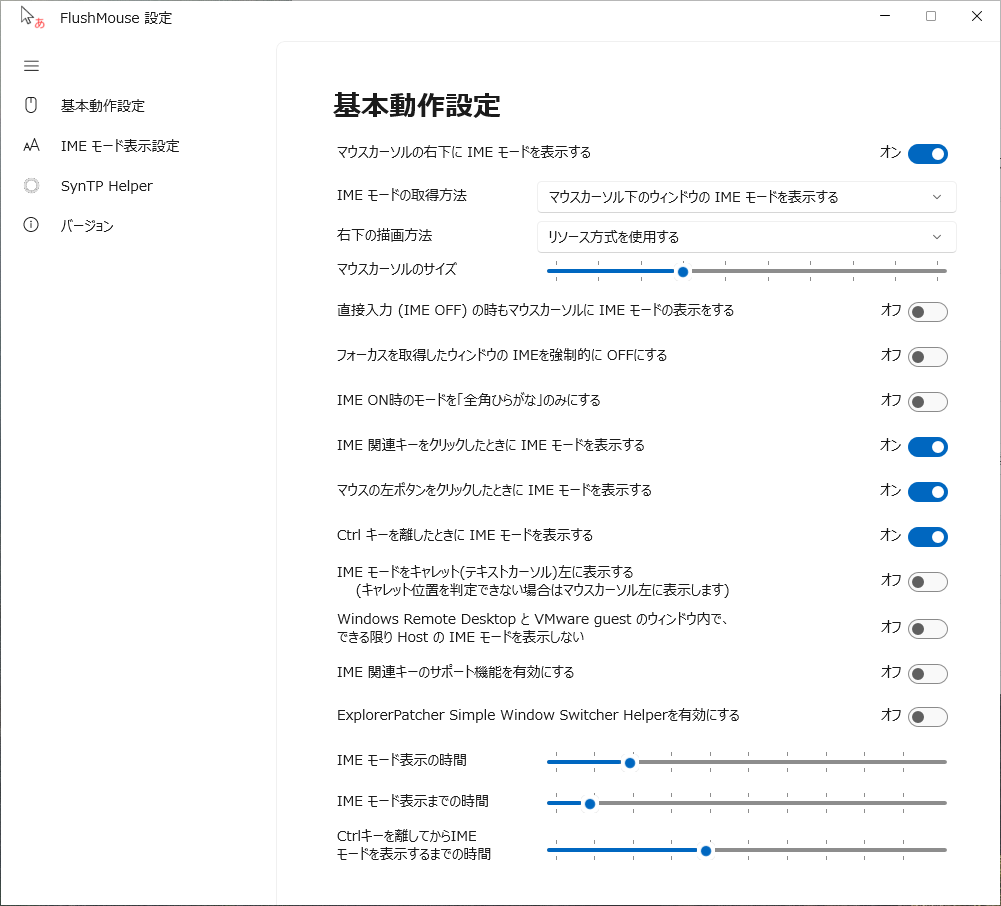 FlushMouse 設定
基本動作設定
IME モード表示設定
SynTP Helper
バージョン
基本動作設定
マウスカーソルの右下に IME モードを表示する
オン
IME モードの取得方法
マウスカーソル下のウィンドウの IME モードを表示する
右下の描画方法
リソース方式を使用する
マウスカーソルのサイズ
直接入力 (IME OFF) の時もマウスカーソルに IME モードの表示をする
オフ
フォーカスを取得したウィンドウの IMEを強制的に OFFにする
オフ
IME ON時のモードを「全角ひらがな」のみにする
オフ
IME 関連キーをクリックしたときに IME モードを表示する
オン
マウスの左ボタンをクリックしたときに IME モードを表示する
オン
Ctrl キーを離したときに IME モードを表示する
オン
IME モードをキャレット(テキストカーソル)左に表示する
(キャレット位置を判定できない場合はマウスカーソル左に表示します)
オフ
Windows Remote Desktop と VMware guest のウィンドウ内で、
できる限り Host の IME モードを表示しない
オフ
IME 関連キーのサポート機能を有効にする
オフ
ExplorerPatcher Simple Window Switcher Helperを有効にする
オフ
IME モード表示の時間
IME モード表示までの時間
Ctrlキーを離してからIME
モードを表示するまでの時間